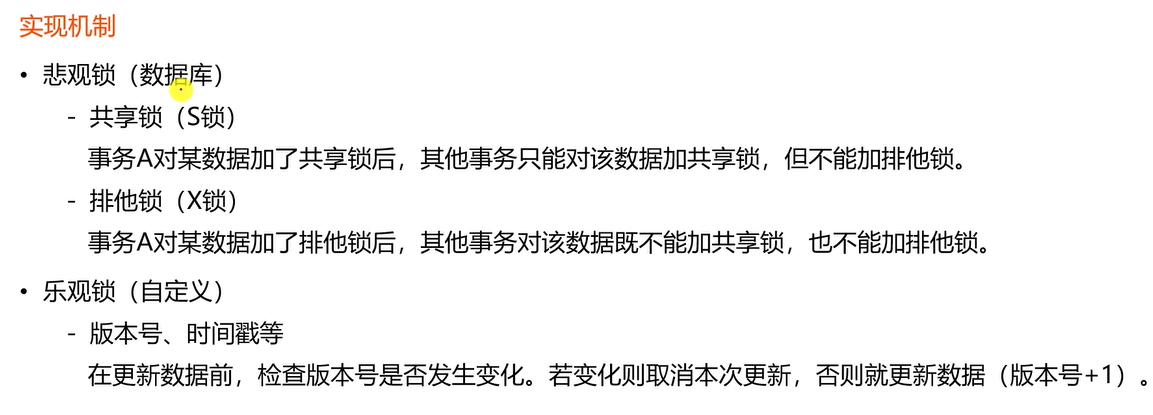 实现机制
• 悲观锁（数据库）
- 共享锁（S锁）
事务A对某数据加了共享锁后，其他事务只能对该数据加共享锁，但不能加排他锁。
- 排他锁（X锁）
事务A对某数据加了排他锁后，其他事务对该数据既不能加共享锁，也不能加排他锁。
• 乐观锁（自定义）
- 版本号、时间戳等
在更新数据前，检查版本号是否发生变化。若变化则取消本次更新，否则就更新数据（版本号+1）。